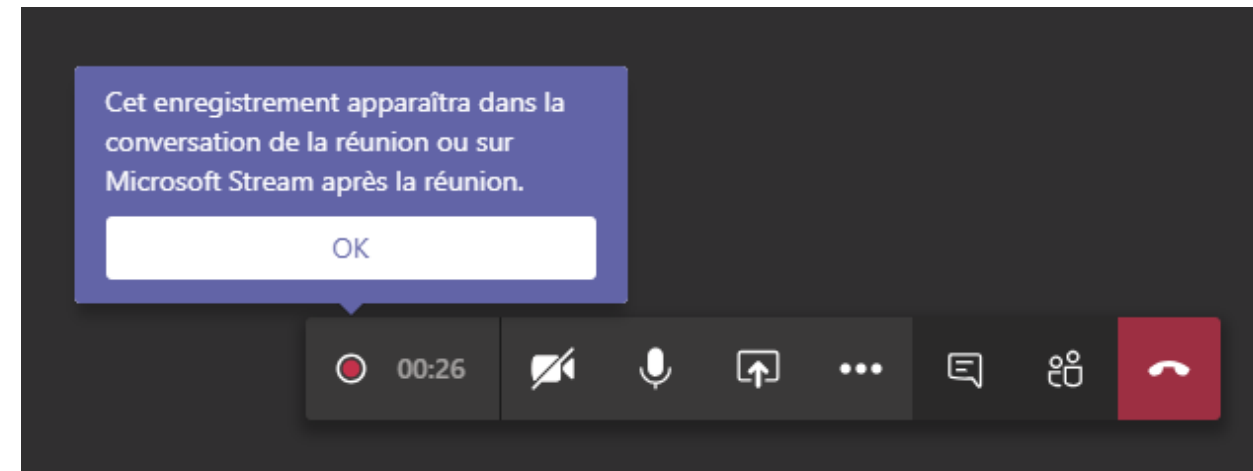 Cet enregistrement apparaîtra dans la
conversation de la réunion ou sur
Microsoft Stream après la réunion.
OK
00:26